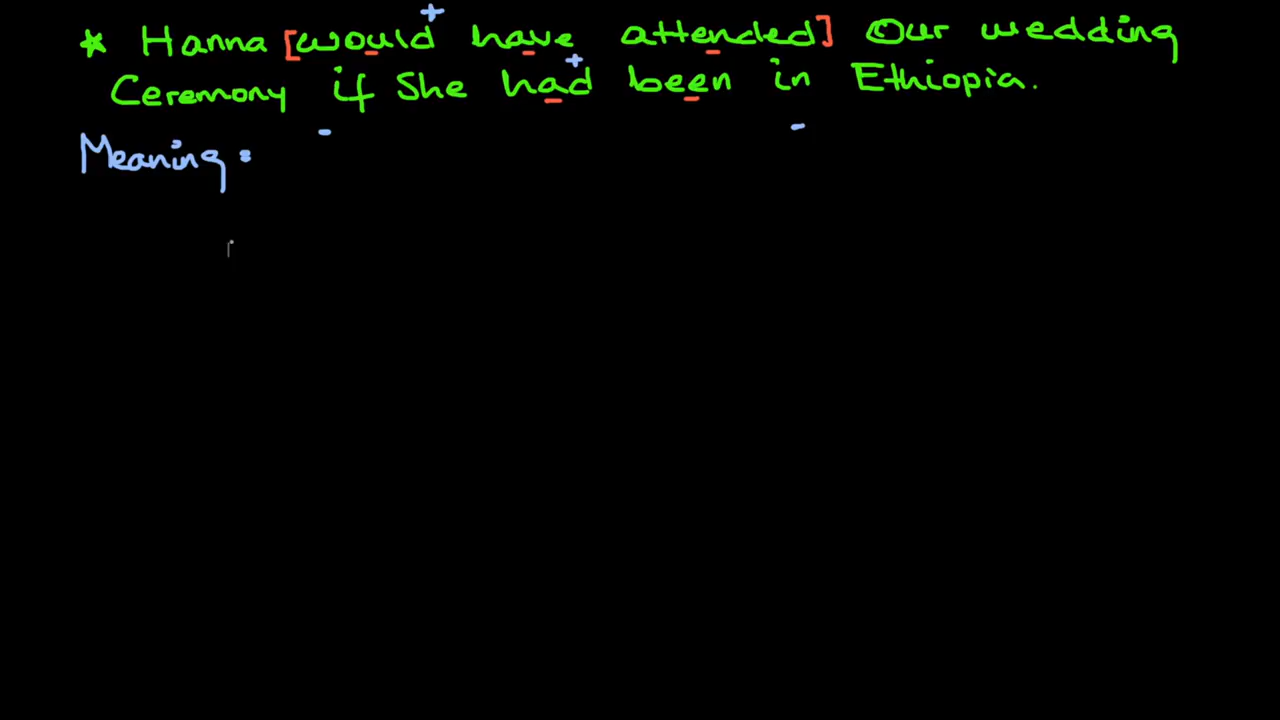 * Hanna [would have attended] Our wedding
Ceremony if She had been in Ethiopia.
Meaning: